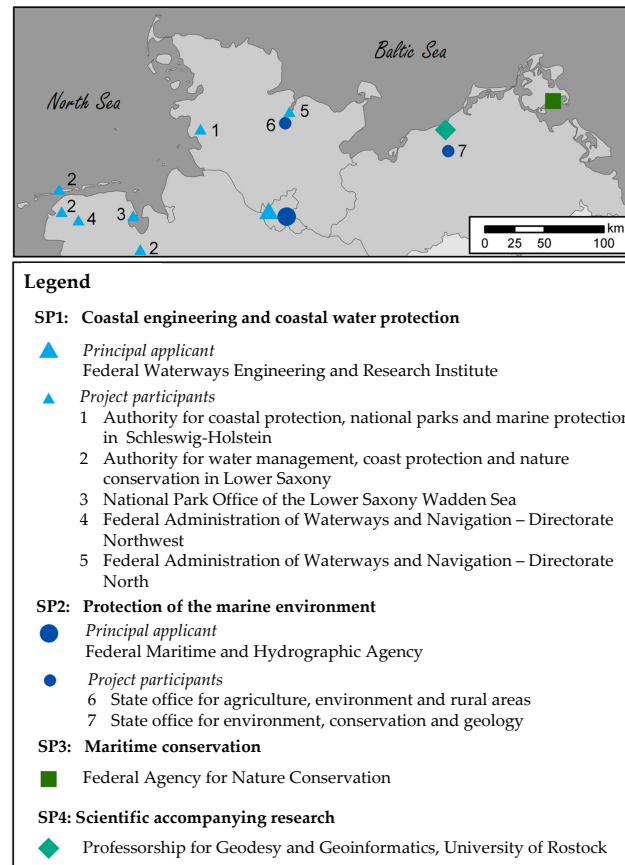 Baltic Sea
North Sea
5
6
1
7
2
2
4
3
2
km
0 25 50 100
Legend
SP1: Coastal engineering and coastal water protection
Principal applicant
Federal Waterways Engineering and Research Institute
Project participants
1 Authority for coastal protection, national parks and marine protection
in Schleswig-Holstein
2 Authority for water management, coast protection and nature
conservation in Lower Saxony
3 National Park Office of the Lower Saxony Wadden Sea
4 Federal Administration of Waterways and Navigation – Directorate
Northwest
5 Federal Administration of Waterways and Navigation – Directorate
North
SP2: Protection of the marine environment
Principal applicant
Federal Maritime and Hydrographic Agency
Project participants
6 State office for agriculture, environment and rural areas
7 State office for environment, conservation and geology
SP3: Maritime conservation
Federal Agency for Nature Conservation
SP4: Scientific accompanying research
Professorship for Geodesy and Geoinformatics, University of Rostock